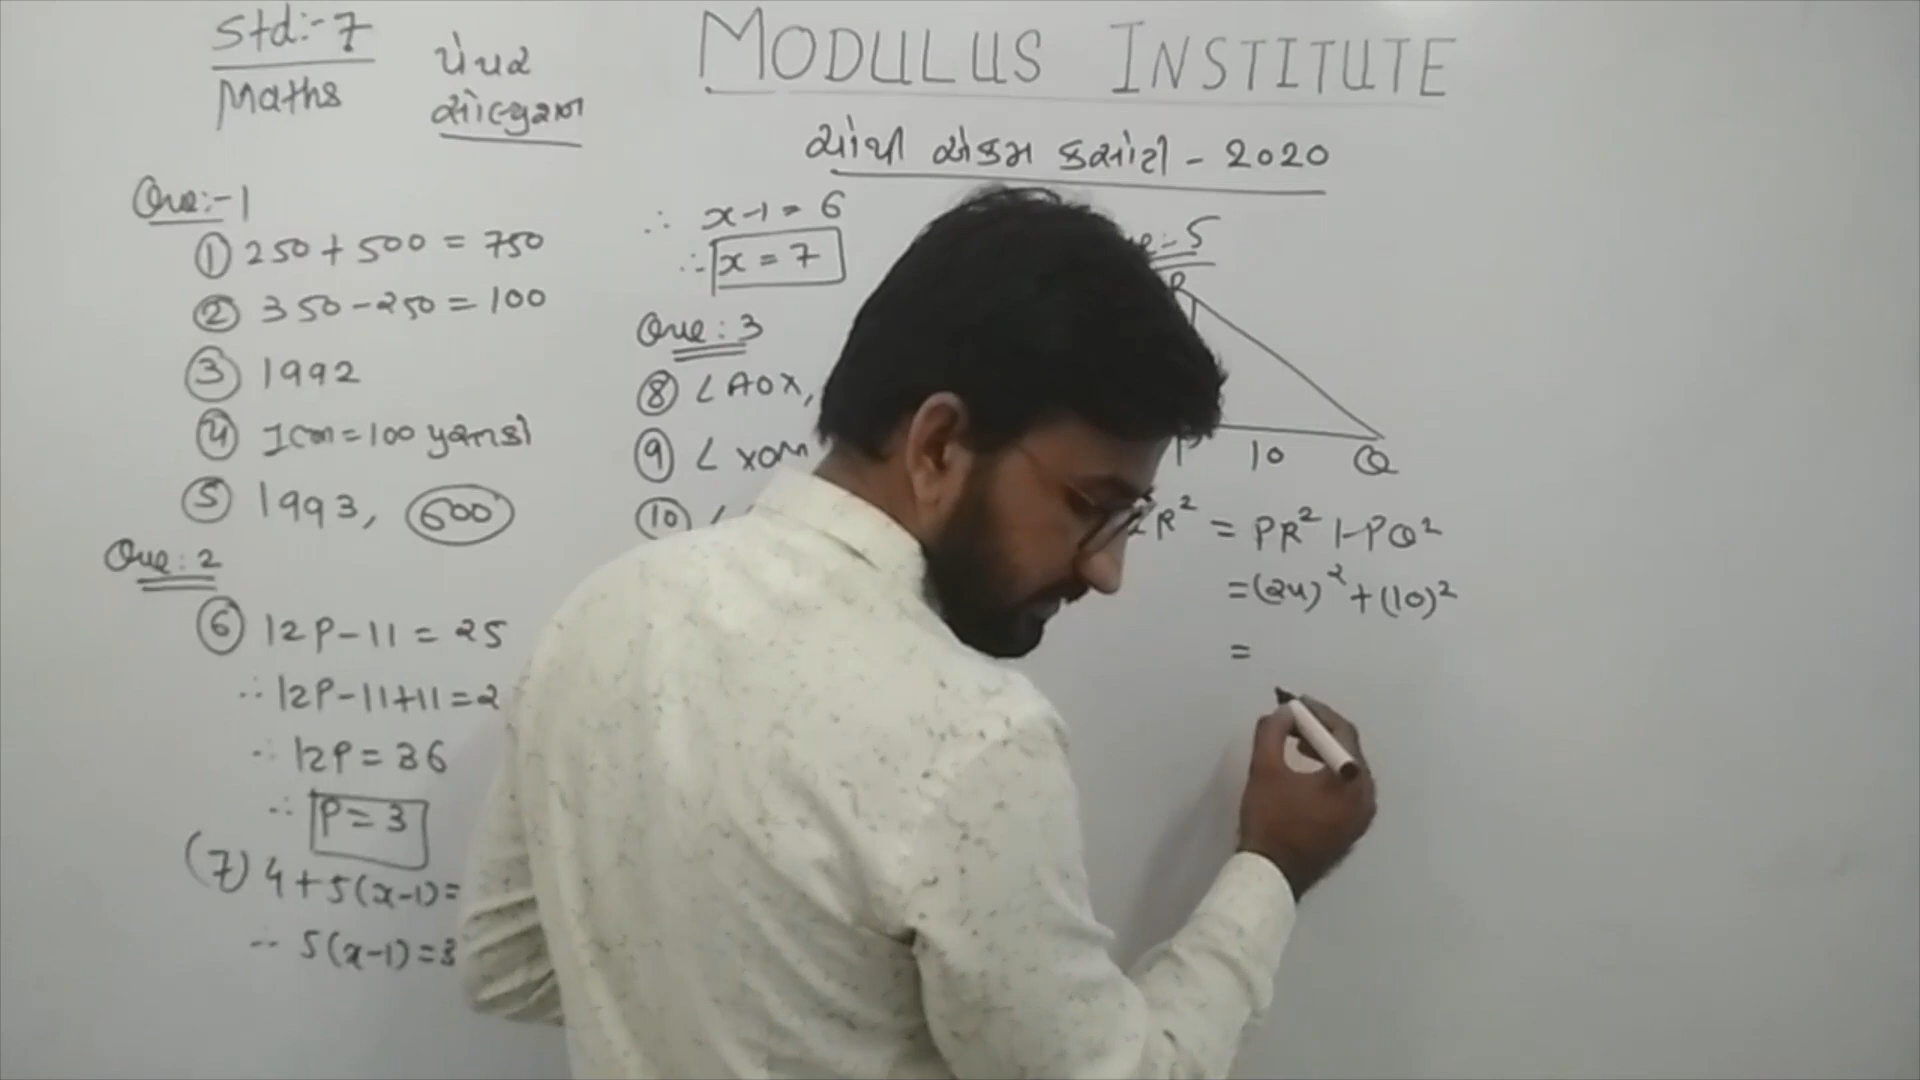 Std:-7
Maths
પેપર
સોલ્યુશન
MODULUS INSTITUTE
સાચી એકમ કસોટી - 2020
Que:-1
① 250 + 500 = 750
② 350 - 250 = 100
③ 1992
④ 1cm = 100
⑤ 1993, 600
Que: 2
⑥ 12P - 11 = 25
∴ 12P - 11 + 11 = 2
∴ 12P = 36
∴ P = 3
(7) 4 + 5(x-1) =
∴ 5(x-1) = 3
∴ x - 1 = 6
∴ x = 7
Que: 3
⑧ ∠AOX,
⑨ ∠XOM
⑩ ∠
e:-5
R
P 10 Q
R² = PR² + PQ²
= (24)² + (10)²
=